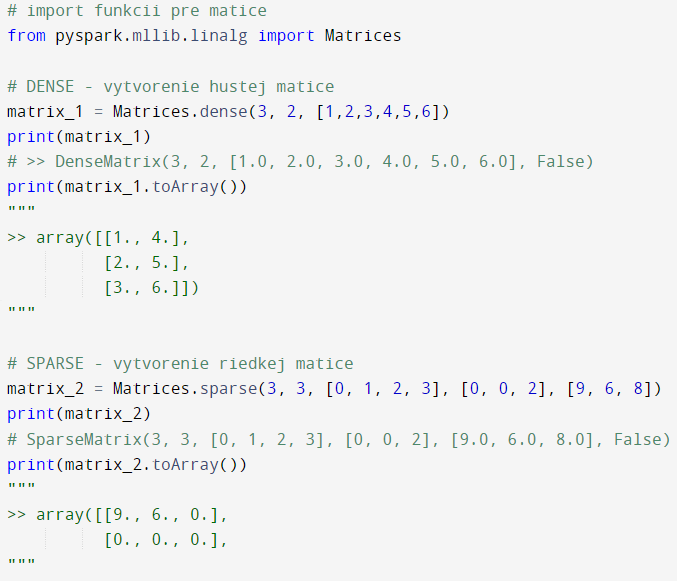 # import funkcii pre matice
from pyspark.mllib.linalg import Matrices
# DENSE - vytvorenie hustej matice
matrix_1 = Matrices.dense(3, 2, [1,2,3,4,5,6])
print(matrix_1)
# >> DenseMatrix(3, 2, [1.0, 2.0, 3.0, 4.0, 5.0, 6.0], False)
print(matrix_1.toArray())
"""
>> array([[1., 4.],
[2., 5.],
[3., 6.]])
"""
# SPARSE - vytvorenie riedkej matice
matrix_2 = Matrices.sparse(3, 3, [0, 1, 2, 3], [0, 0, 2], [9, 6, 8])
print(matrix_2)
# SparseMatrix(3, 3, [0, 1, 2, 3], [0, 0, 2], [9.0, 6.0, 8.0], False)
print(matrix_2.toArray())
"""
>> array([[9., 6., 0.],
[0., 0., 0.],
"""